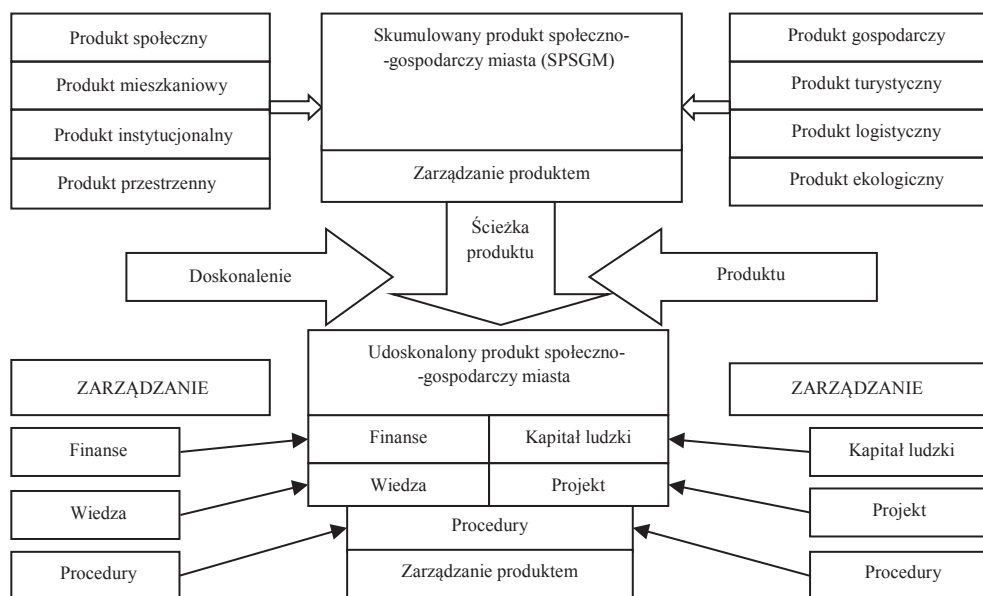 Produkt społeczny
Produkt mieszkaniowy
Produkt instytucjonalny
Produkt przestrzenny
Skumulowany produkt społeczno-
-gospodarczy miasta (SPSGM)
Zarządzanie produktem
Produkt gospodarczy
Produkt turystyczny
Produkt logistyczny
Produkt ekologiczny
Ścieżka
produktu
Doskonalenie
Produktu
Udoskonalony produkt społeczno-
-gospodarczy miasta
ZARZĄDZANIE
ZARZĄDZANIE
Finanse
Finanse
Kapitał ludzki
Kapitał ludzki
Wiedza
Wiedza
Projekt
Projekt
Procedury
Procedury
Procedury
Zarządzanie produktem